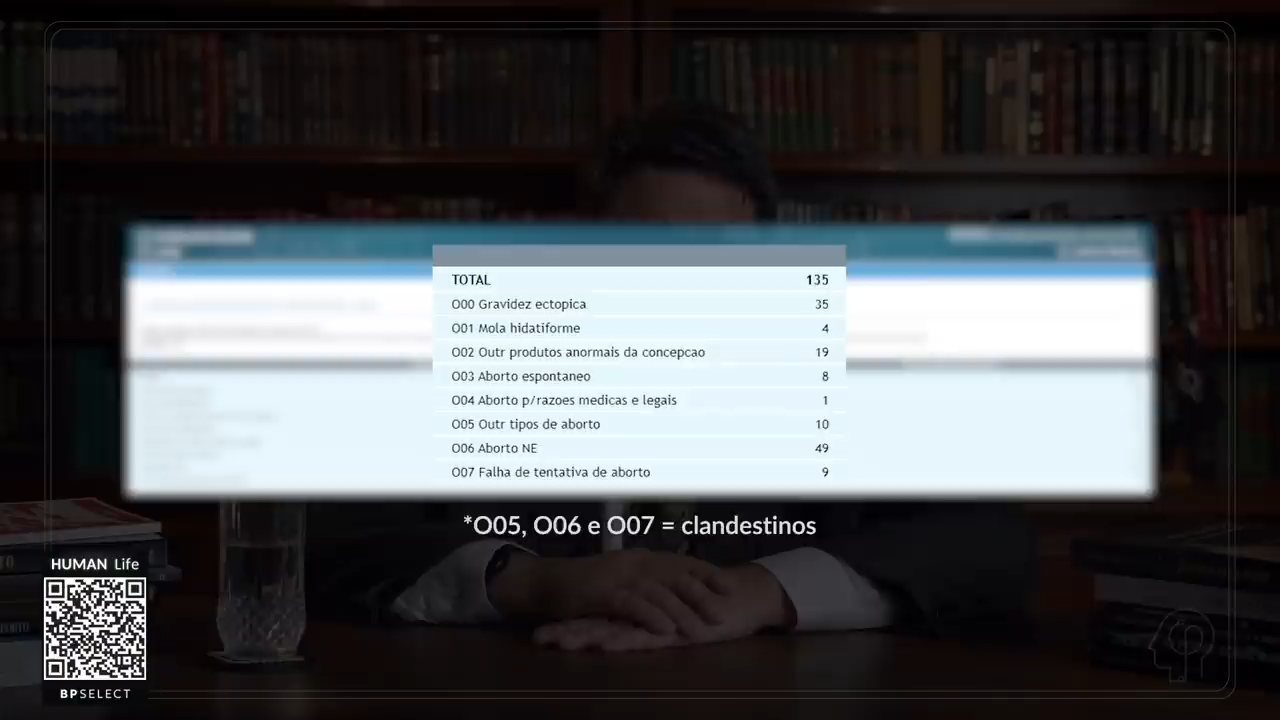 TOTAL 135
O00 Gravidez ectopica 35
O01 Mola hidatiforme 4
O02 Outr produtos anormais da concepcao 19
O03 Aborto espontaneo 8
O04 Aborto p/razoes medicas e legais 1
O05 Outr tipos de aborto 10
O06 Aborto NE 49
O07 Falha de tentativa de aborto 9
*O05, O06 e O07 = clandestinos
HUMAN Life
BPSELECT